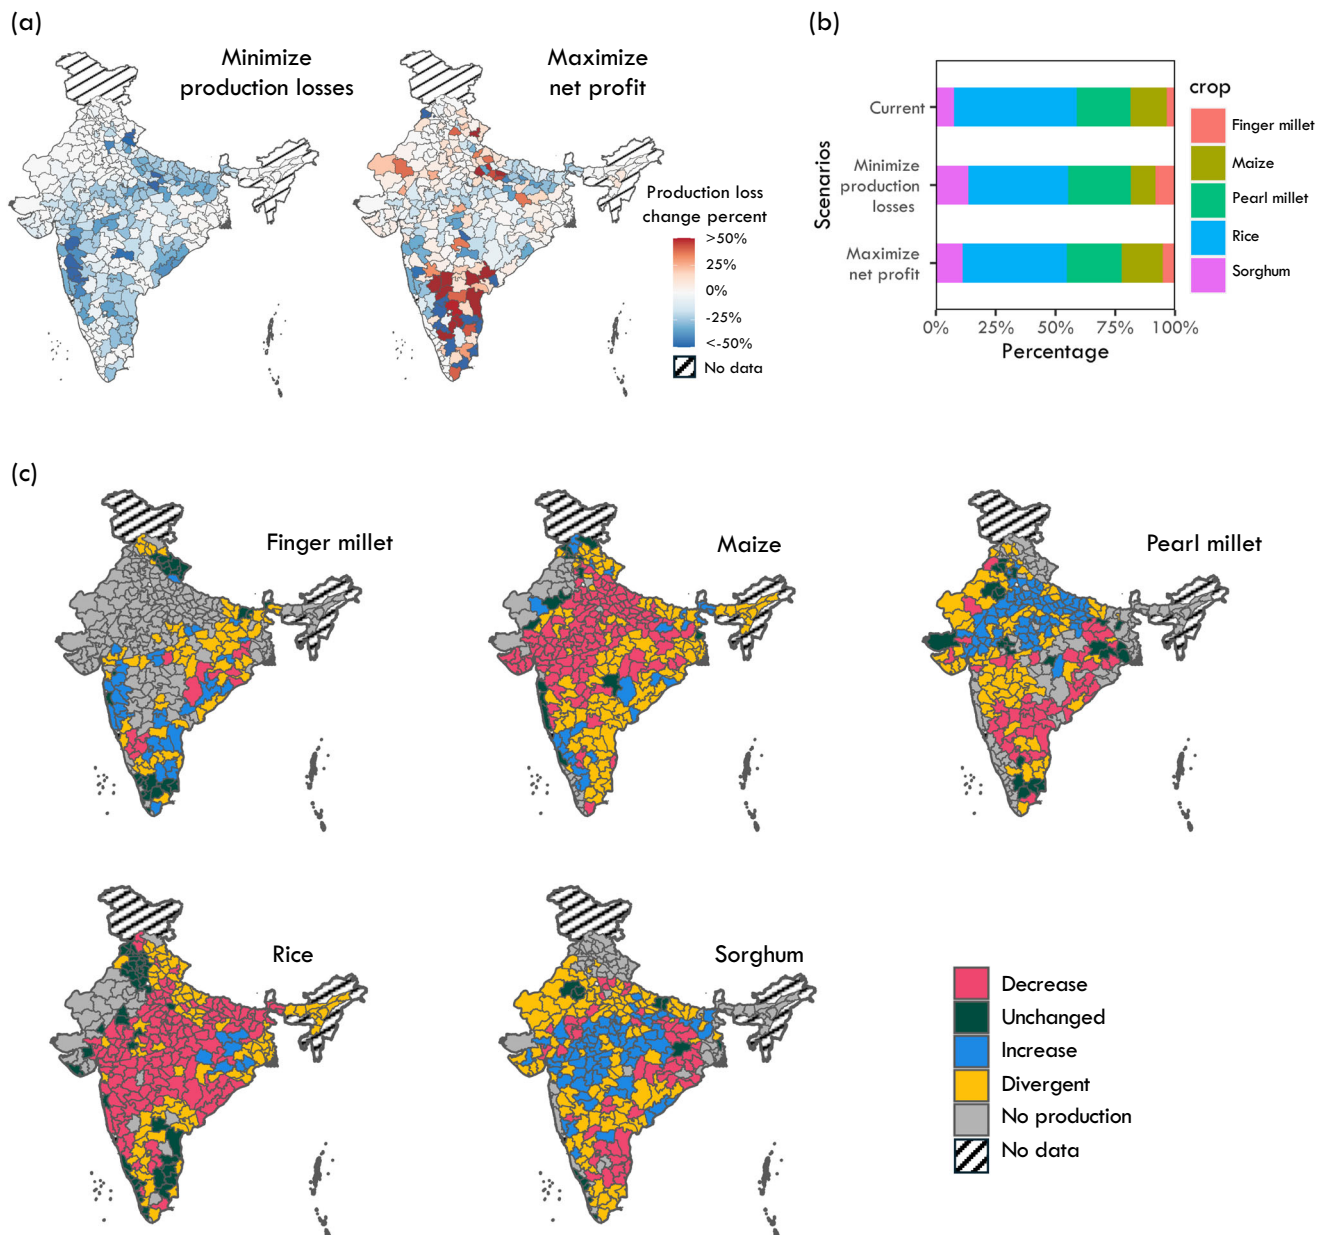 (a)
Minimize
production losses
Maximize
net profit
Production loss
change percent
>50%
25%
0%
-25%
<-50%
No data
(b)
Scenarios
Current
Minimize
production
losses
Maximize
net profit
0%
25%
50%
75%
100%
Percentage
crop
Finger millet
Maize
Pearl millet
Rice
Sorghum
(c)
Finger millet
Maize
Pearl millet
Rice
Sorghum
Decrease
Unchanged
Increase
Divergent
No production
No data